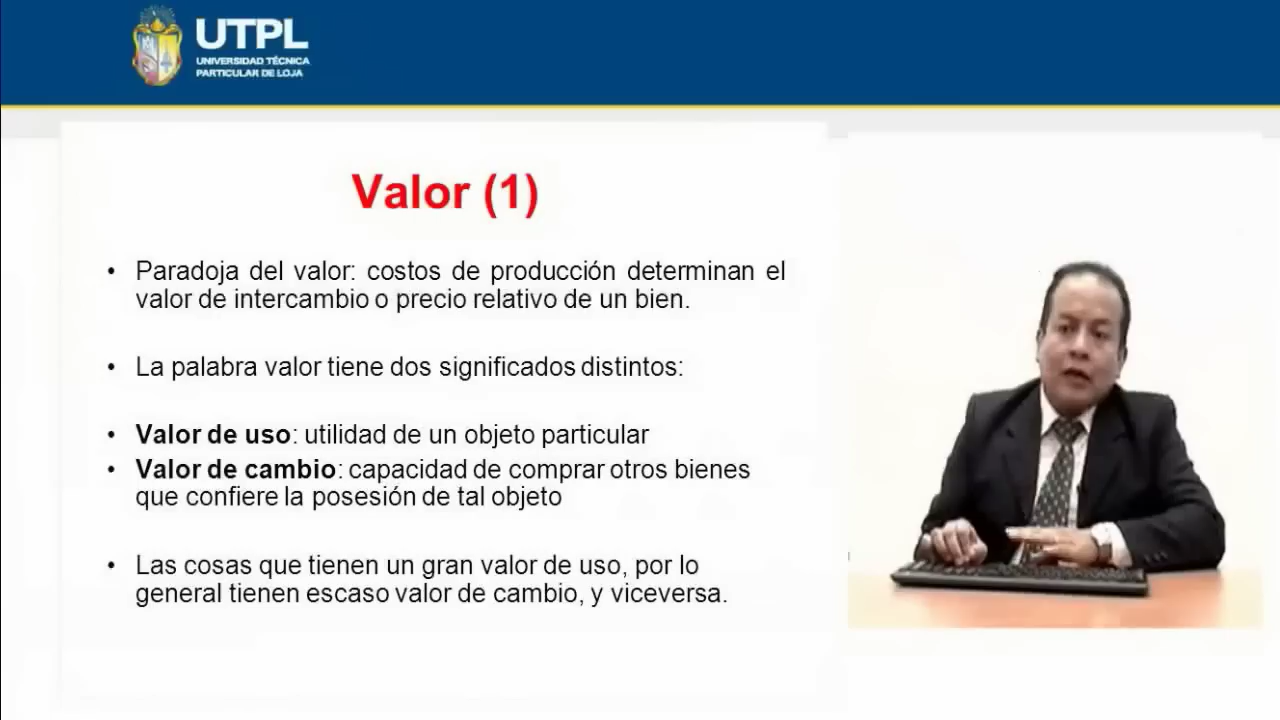 UTPL
UNIVERSIDAD TÉCNICA
PARTICULAR DE LOJA
Valor (1)
• Paradoja del valor: costos de producción determinan el
valor de intercambio o precio relativo de un bien.
• La palabra valor tiene dos significados distintos:
• Valor de uso: utilidad de un objeto particular
• Valor de cambio: capacidad de comprar otros bienes
que confiere la posesión de tal objeto
• Las cosas que tienen un gran valor de uso, por lo
general tienen escaso valor de cambio, y viceversa.